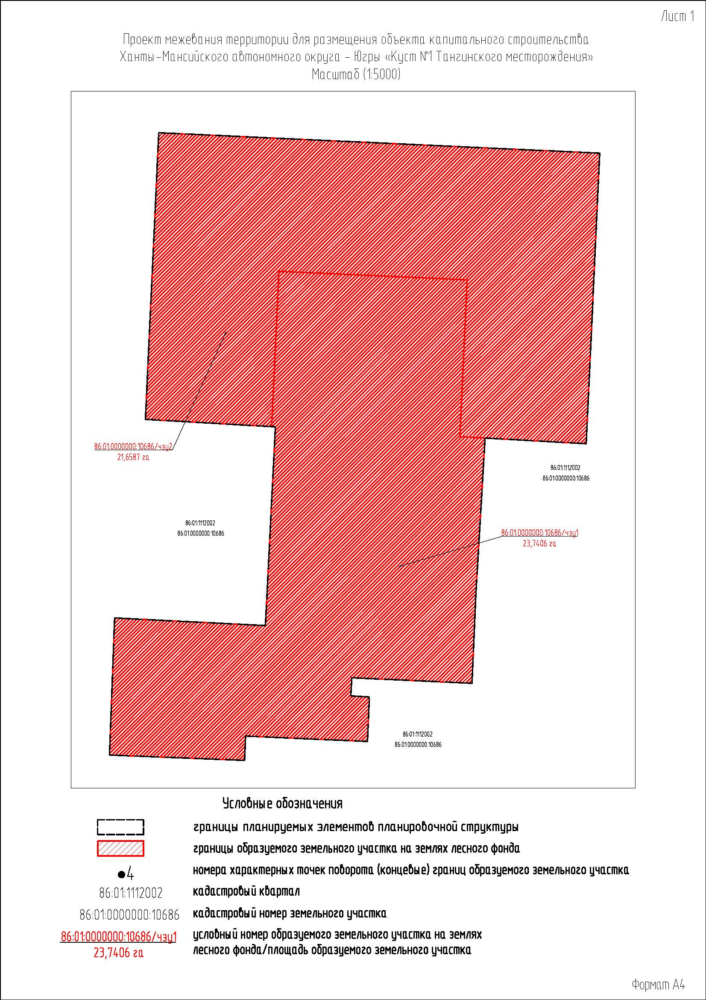 Лист 1
Проект межевания территории для размещения объекта капитального строительства
Ханты-Мансийского автономного округа - Югры «Куст №1 Тангинского месторождения»
Масштаб (1:5000)
86:01:0000000:10686/чзу2
21,6587 га
86:01:1112002
86:01:0000000:10686
86:01:1112002
86:01:0000000:10686
86:01:0000000:10686/чзу1
23,7406 га
86:01:1112002
86:01:0000000:10686
Условные обозначения
границы планируемых элементов планировочной структуры
границы образуемого земельного участка на землях лесного фонда
4 номера характерных точек поворота (концевые) границ образуемого земельного участка
86:01:1112002 кадастровый квартал
86:01:0000000:10686 кадастровый номер земельного участка
86:01:0000000:10686/чзу1 условный номер образуемого земельного участка на землях
23,7406 га лесного фонда/площадь образуемого земельного участка
Формат А4